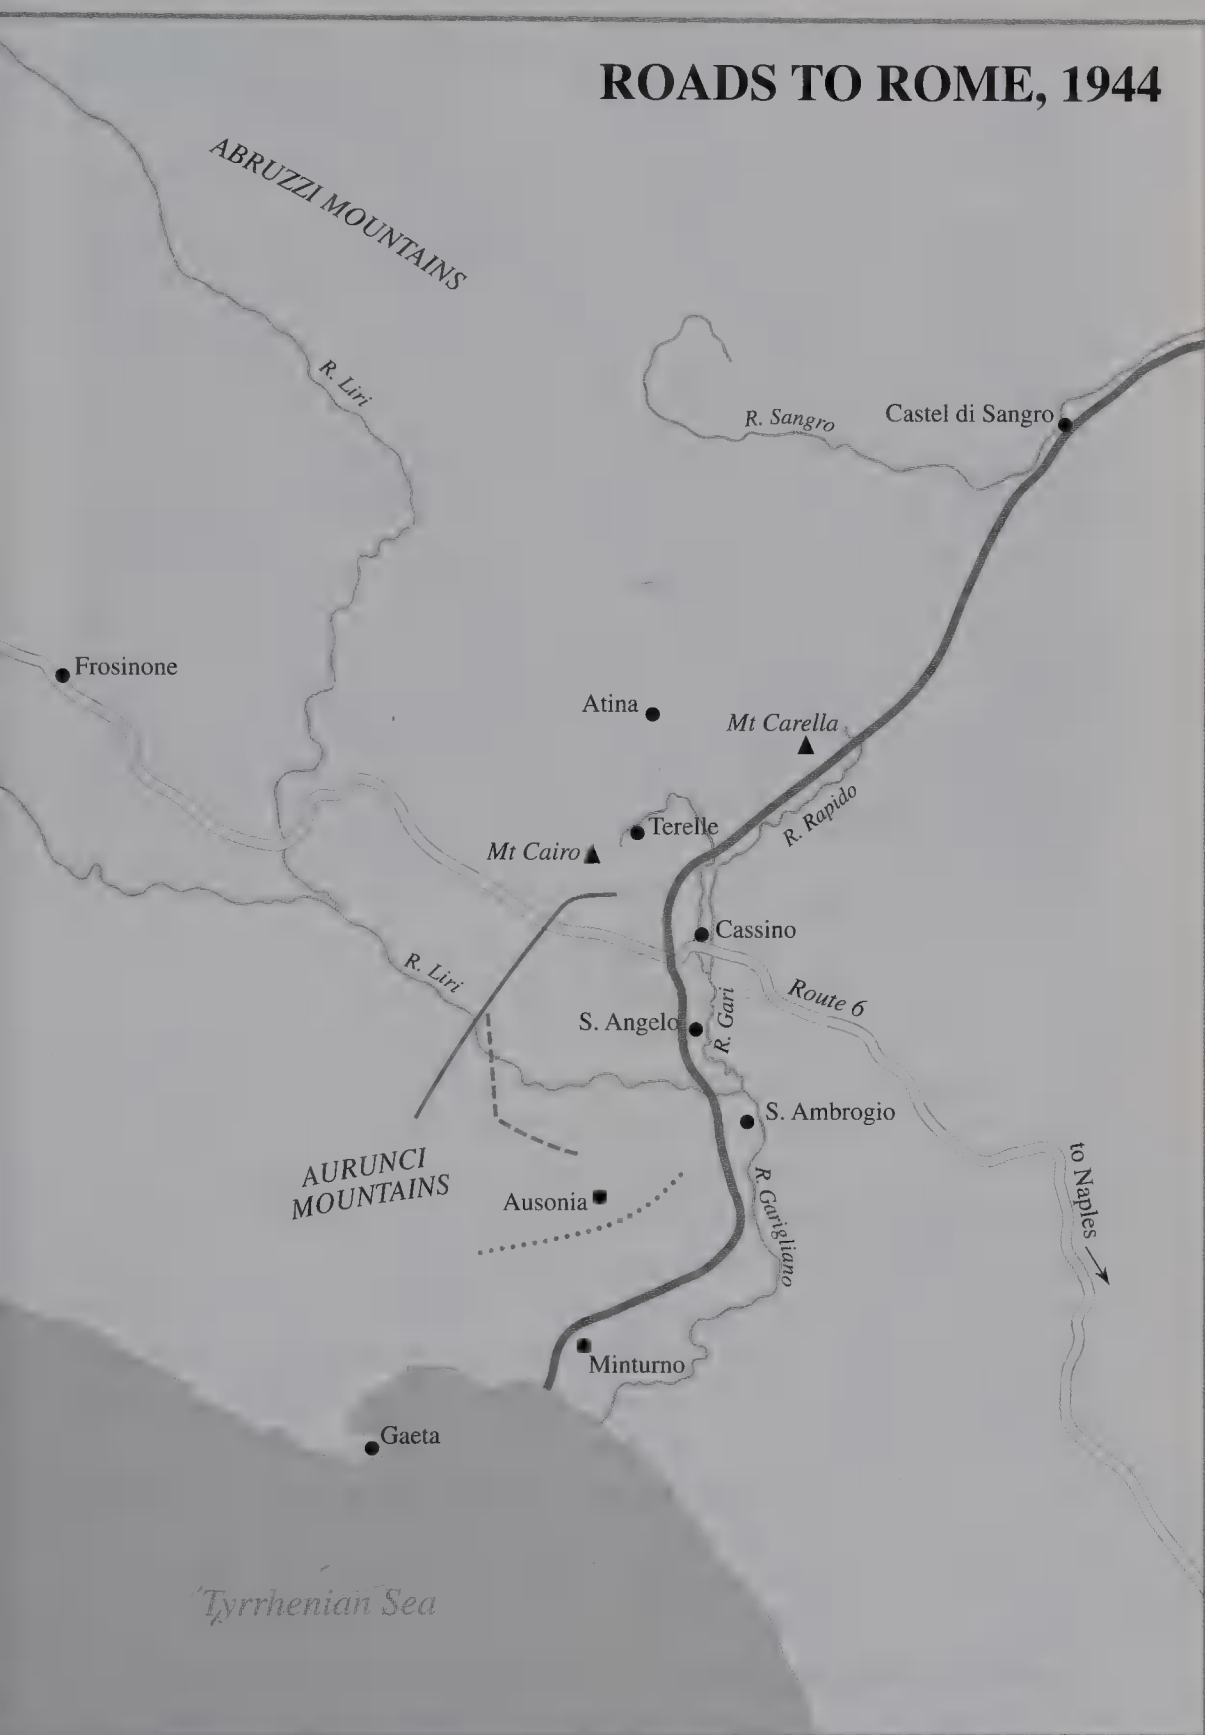 ROADS TO ROME, 1944
ABRUZZI MOUNTAINS
R. Liri
R. Sangro
Castel di Sangro
Frosinone
Atina
Mt Carella
R. Rapido
Terelle
Mt Cairo
Cassino
R. Liri
Route 6
S. Angelo
R. Gari
S. Ambrogio
to Naples
AURUNCI
MOUNTAINS
Ausonia
R. Garigliano
Minturno
Gaeta
Tyrrhenian Sea